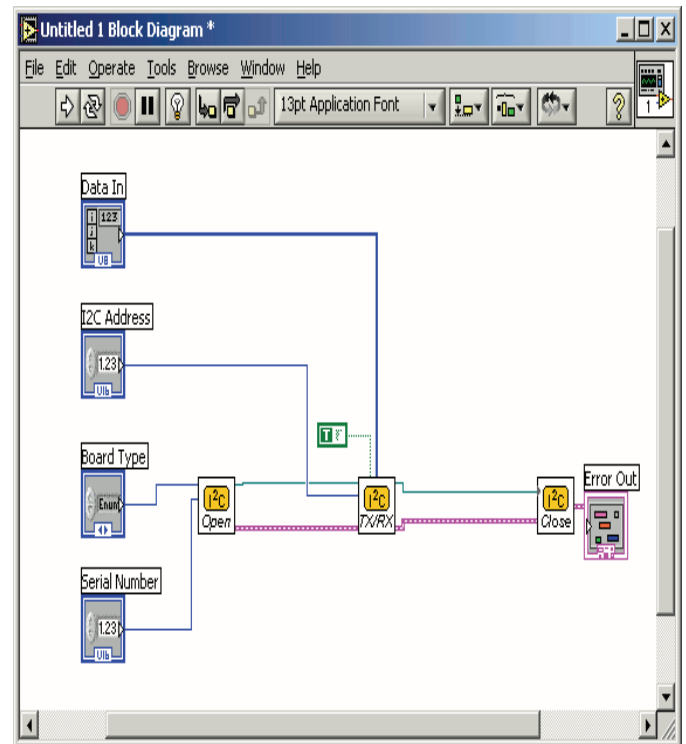 Untitled 1 Block Diagram *
File Edit Operate Tools Browse Window Help
13pt Application Font
?
1
Data In
i 123
j
k
U8
I2C Address
1.23
U16
T F
Board Type
Enum
I²C
Open
I²C
TX/RX
I²C
Close
Error Out
Serial Number
1.23
U16